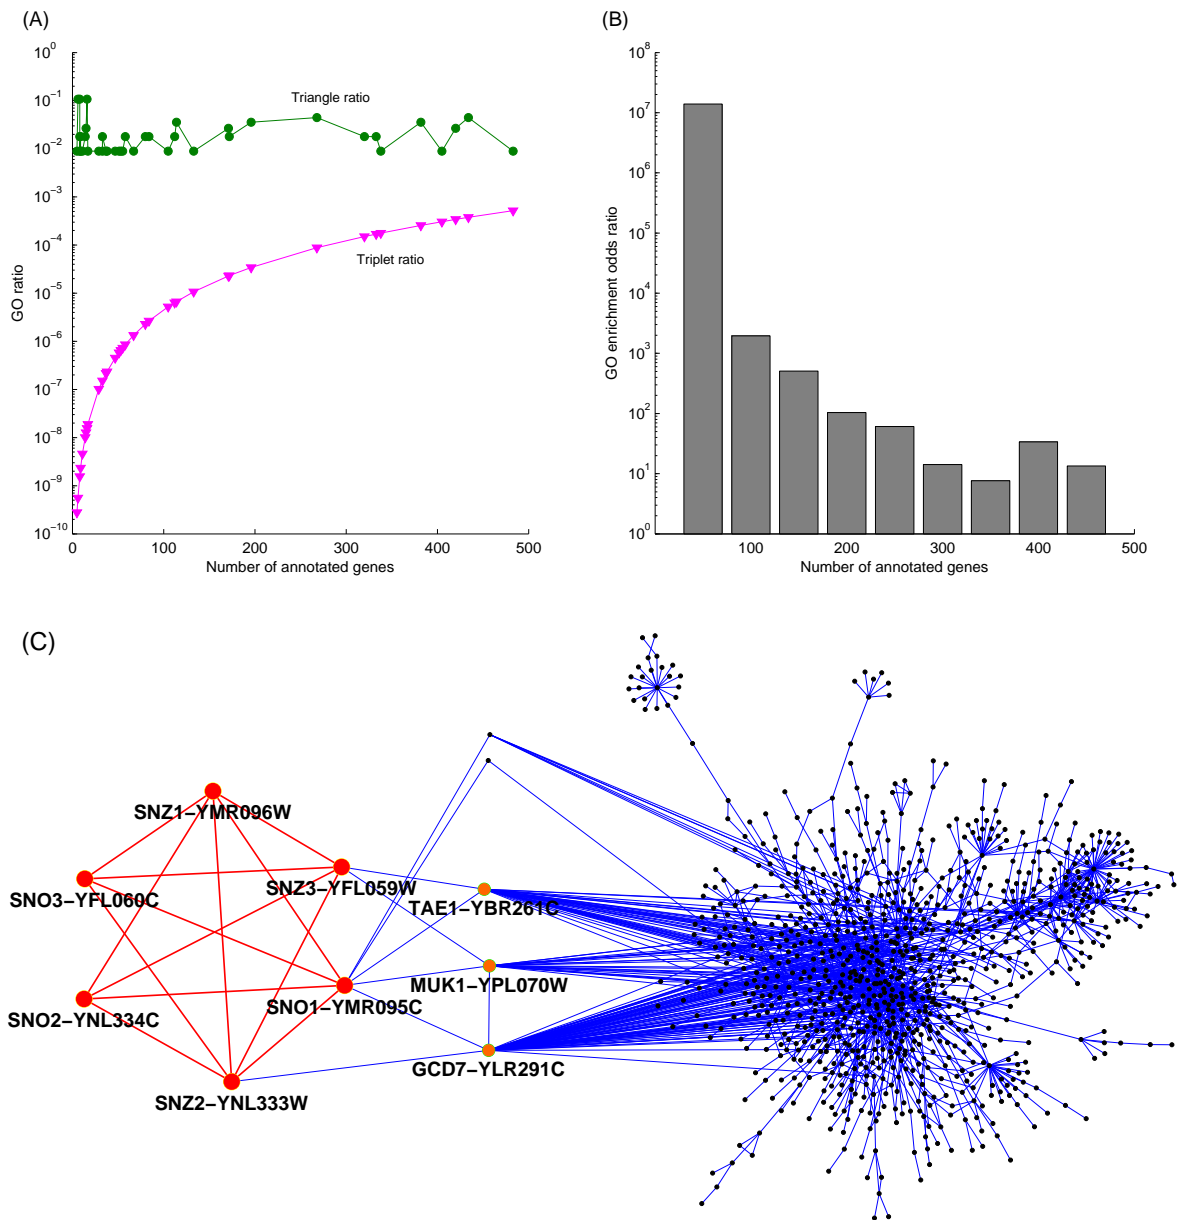 (A)
(B)
10^0
10^−1
10^−2
10^−3
10^−4
10^−5
10^−6
10^−7
10^−8
10^−9
10^−10
GO ratio
Triangle ratio
Triplet ratio
0
100
200
300
400
500
Number of annotated genes
10^8
10^7
10^6
10^5
10^4
10^3
10^2
10^1
10^0
GO enrichment odds ratio
100
200
300
400
500
Number of annotated genes
(C)
SNZ1−YMR096W
SNO3−YFL060C
SNZ3−YFL059W
TAE1−YBR261C
MUK1−YPL070W
SNO2−YNL334C
SNO1−YMR095C
GCD7−YLR291C
SNZ2−YNL333W